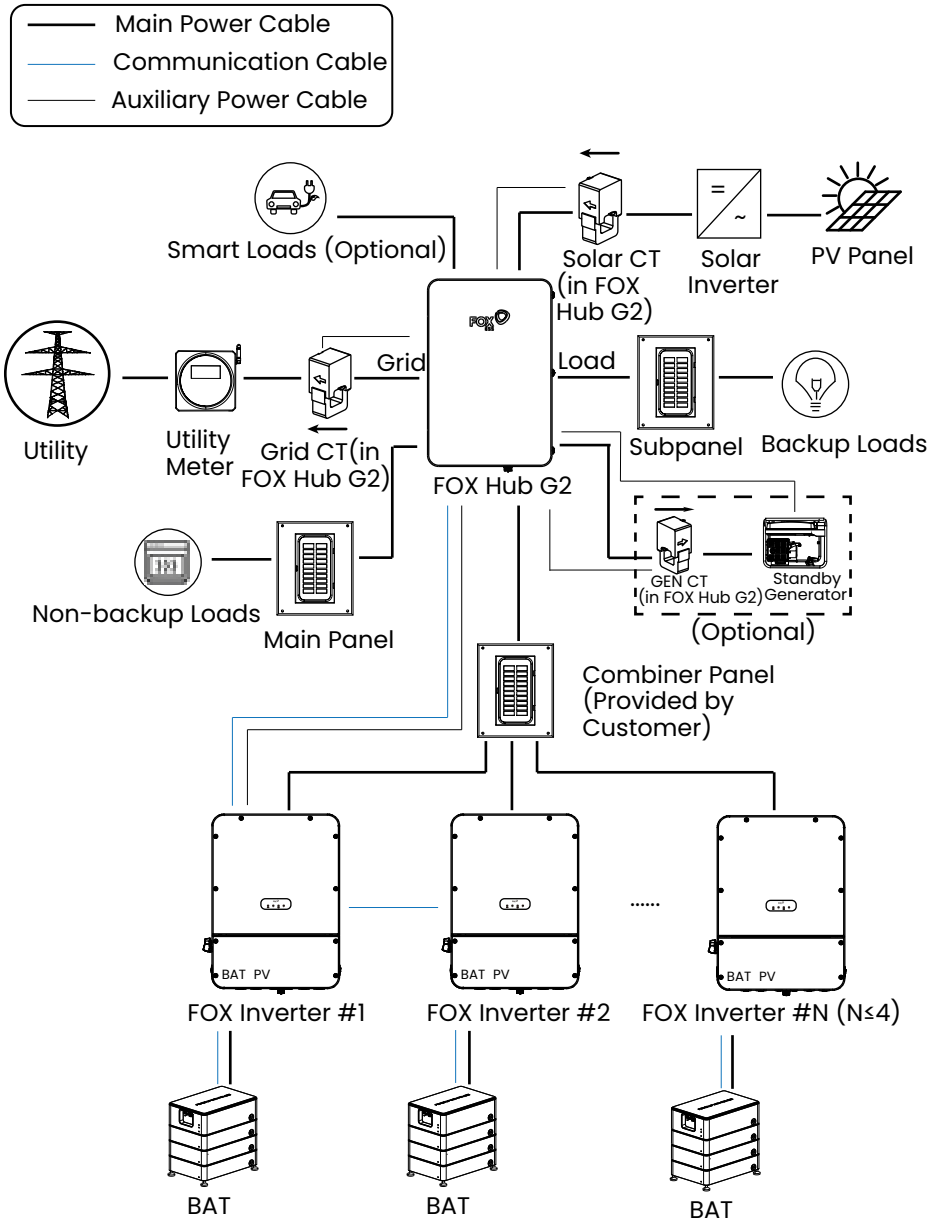 Main Power Cable
Communication Cable
Auxiliary Power Cable
Smart Loads (Optional)
Solar CT
(in FOX
Hub G2)
=
~
Solar
Inverter
PV Panel
FOX
Utility
Utility
Meter
Grid CT(in
FOX Hub G2)
Grid
Load
FOX Hub G2
Subpanel
Backup Loads
Non-backup Loads
Main Panel
GEN CT
(in FOX Hub G2)
Standby
Generator
(Optional)
Combiner Panel
(Provided by
Customer)
BAT PV
FOX Inverter #1
BAT PV
FOX Inverter #2
......
BAT PV
FOX Inverter #N (N≤4)
BAT
BAT
BAT